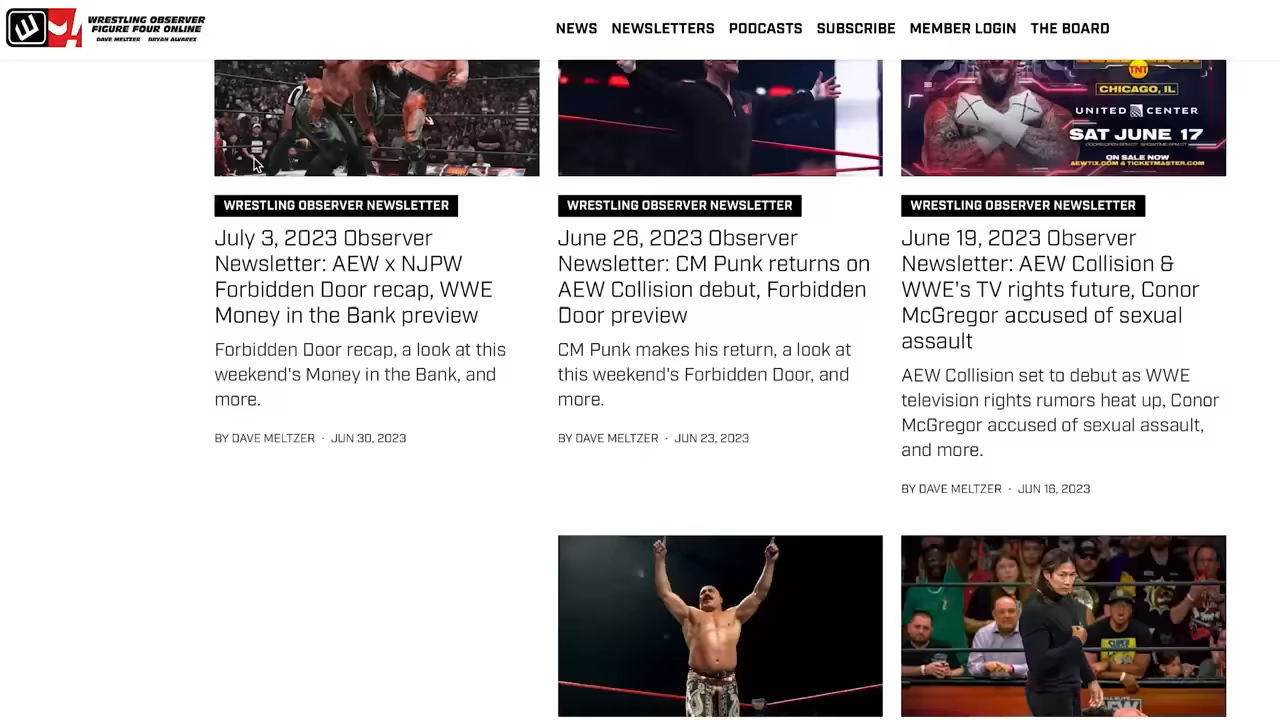 WRESTLING OBSERVER
FIGURE FOUR ONLINE
DAVE MELTZER BRYAN ALVAREZ
NEWS NEWSLETTERS PODCASTS SUBSCRIBE MEMBER LOGIN THE BOARD
TNT
CHICAGO, IL
UNITED CENTER
SAT JUNE 17
ON SALE NOW
AEWTIX.COM & TICKETMASTER.COM
WRESTLING OBSERVER NEWSLETTER
July 3, 2023 Observer
Newsletter: AEW x NJPW
Forbidden Door recap, WWE
Money in the Bank preview
Forbidden Door recap, a look at this
weekend's Money in the Bank, and
more.
BY DAVE MELTZER · JUN 30, 2023
WRESTLING OBSERVER NEWSLETTER
June 26, 2023 Observer
Newsletter: CM Punk returns on
AEW Collision debut, Forbidden
Door preview
CM Punk makes his return, a look at
this weekend's Forbidden Door, and
more.
BY DAVE MELTZER · JUN 23, 2023
WRESTLING OBSERVER NEWSLETTER
June 19, 2023 Observer
Newsletter: AEW Collision &
WWE's TV rights future, Conor
McGregor accused of sexual
assault
AEW Collision set to debut as WWE
television rights rumors heat up, Conor
McGregor accused of sexual assault,
and more.
BY DAVE MELTZER · JUN 16, 2023